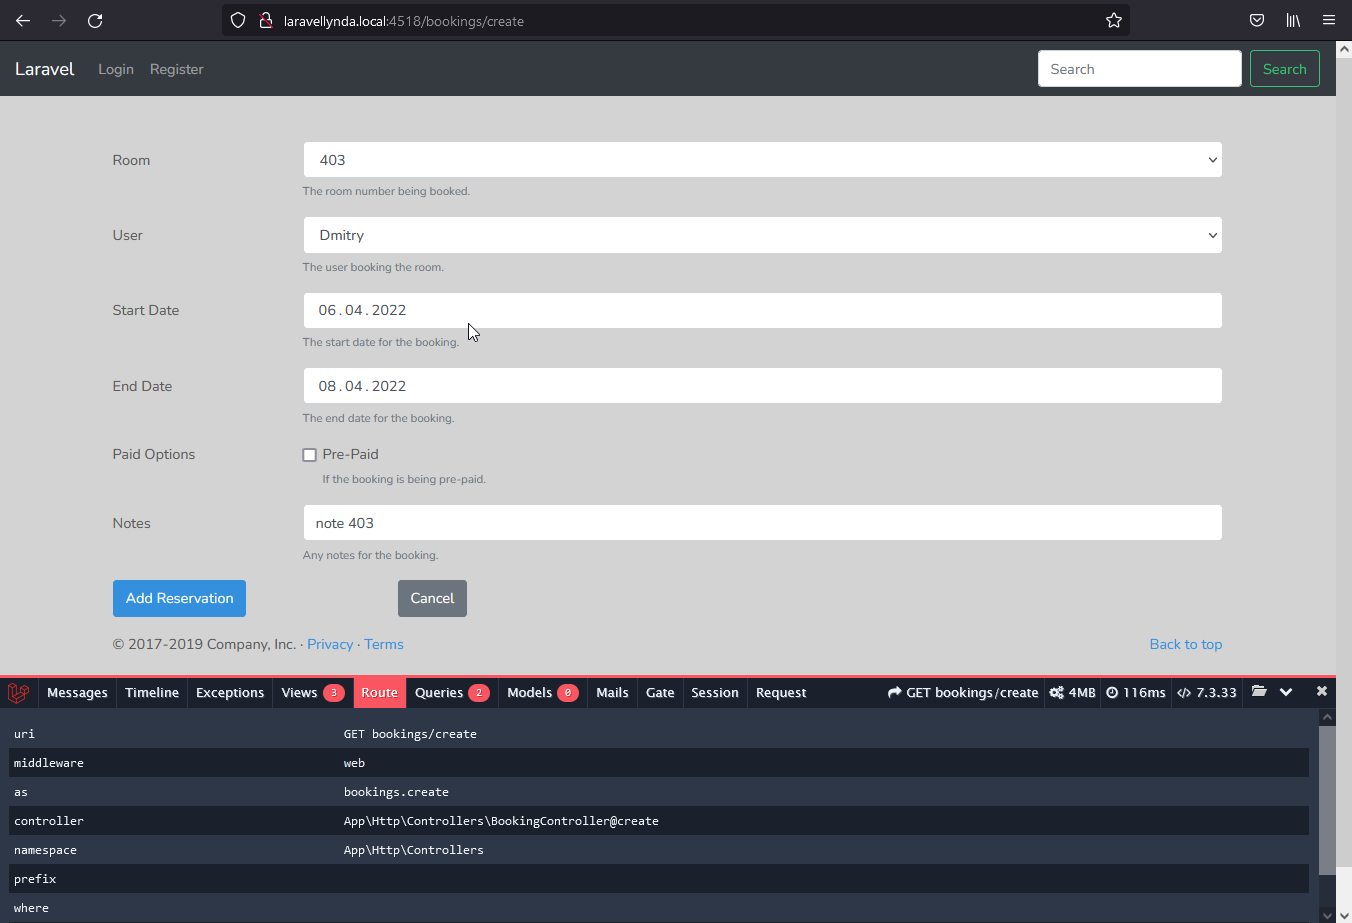 laravellynda.local:4518/bookings/create
Laravel Login Register Search Search
Room 403
The room number being booked.
User Dmitry
The user booking the room.
Start Date 06.04.2022
The start date for the booking.
End Date 08.04.2022
The end date for the booking.
Paid Options Pre-Paid
If the booking is being pre-paid.
Notes note 403
Any notes for the booking.
Add Reservation Cancel
© 2017-2019 Company, Inc. · Privacy · Terms Back to top
Messages Timeline Exceptions Views 3 Route Queries 2 Models 0 Mails Gate Session Request GET bookings/create 4MB 116ms </> 7.3.33
uri GET bookings/create
middleware web
as bookings.create
controller App\Http\Controllers\BookingController@create
namespace App\Http\Controllers
prefix
where